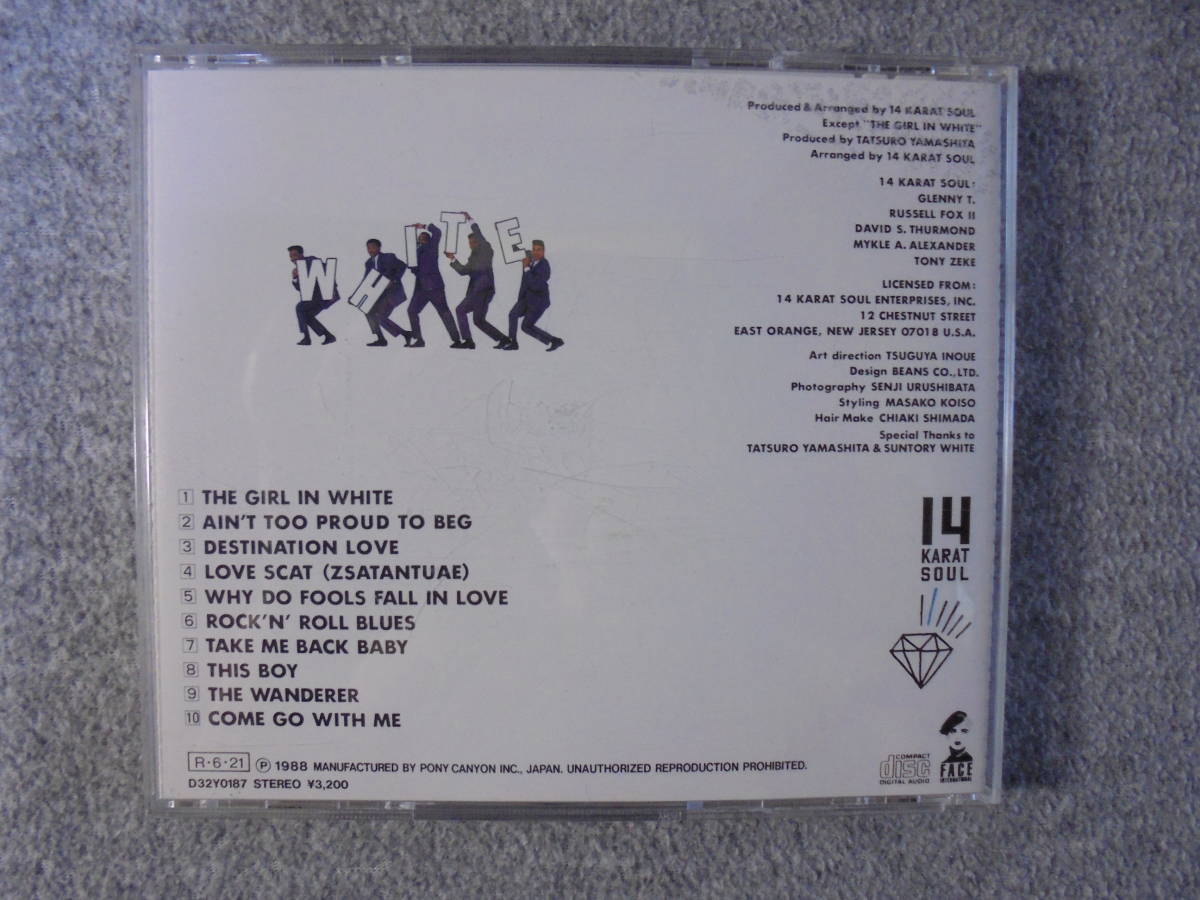 Produced & Arranged by 14 KARAT SOUL
Except "THE GIRL IN WHITE"
Produced by TATSURO YAMASHITA
Arranged by 14 KARAT SOUL
14 KARAT SOUL:
GLENNY T.
RUSSELL FOX II
DAVID S. THURMOND
MYKLE A. ALEXANDER
TONY ZEKE
LICENSED FROM:
14 KARAT SOUL ENTERPRISES, INC.
12 CHESTNUT STREET
EAST ORANGE, NEW JERSEY 07018 U.S.A.
Art direction TSUGUYA INOUE
Design BEANS CO.,LTD.
Photography SENJI URUSHIBATA
Styling MASAKO KOISO
Hair Make CHIAKI SHIMADA
Special Thanks to
TATSURO YAMASHITA & SUNTORY WHITE
WHITE
1 THE GIRL IN WHITE
2 AIN'T TOO PROUD TO BEG
3 DESTINATION LOVE
4 LOVE SCAT (ZSATANTUAE)
5 WHY DO FOOLS FALL IN LOVE
6 ROCK'N' ROLL BLUES
7 TAKE ME BACK BABY
8 THIS BOY
9 THE WANDERER
10 COME GO WITH ME
14
KARAT
SOUL
R・6・21 Ⓟ 1988 MANUFACTURED BY PONY CANYON INC., JAPAN. UNAUTHORIZED REPRODUCTION PROHIBITED.
D32Y0187 STEREO ¥3,200
COMPACT
disc
DIGITAL AUDIO
FACE
INTERNATIONAL